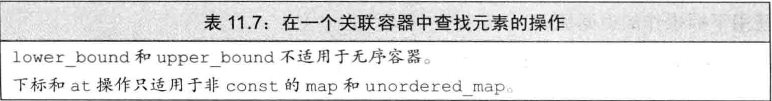 表 11.7：在一个关联容器中查找元素的操作
lower_bound 和 upper_bound 不适用于无序容器。
下标和 at 操作只适用于非 const 的 map 和 unordered_map。